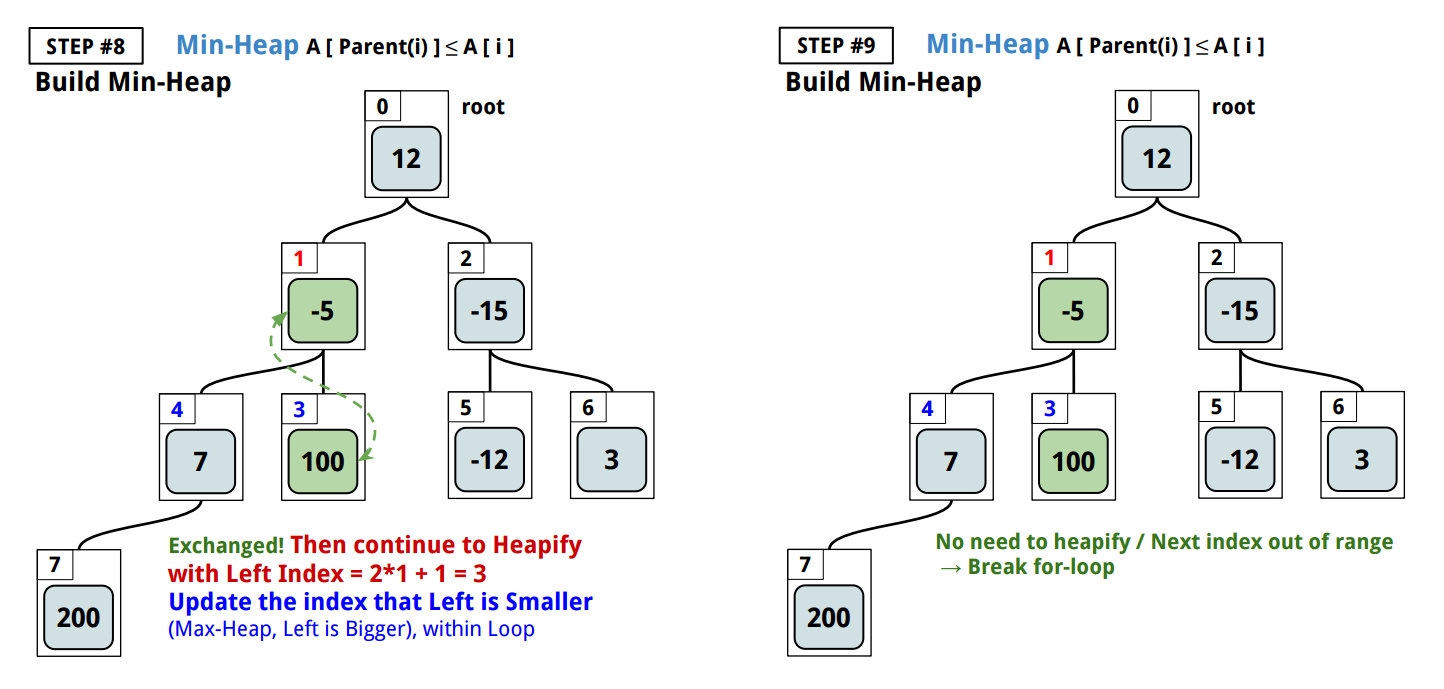 STEP #8
Min-Heap A [ Parent(i) ] ≤ A [ i ]
Build Min-Heap
0
root
12
1
-5
2
-15
4
7
3
100
5
-12
6
3
7
200
Exchanged! Then continue to Heapify
with Left Index = 2*1 + 1 = 3
Update the index that Left is Smaller
(Max-Heap, Left is Bigger), within Loop
STEP #9
Min-Heap A [ Parent(i) ] ≤ A [ i ]
Build Min-Heap
0
root
12
1
-5
2
-15
4
7
3
100
5
-12
6
3
7
200
No need to heapify / Next index out of range
→ Break for-loop